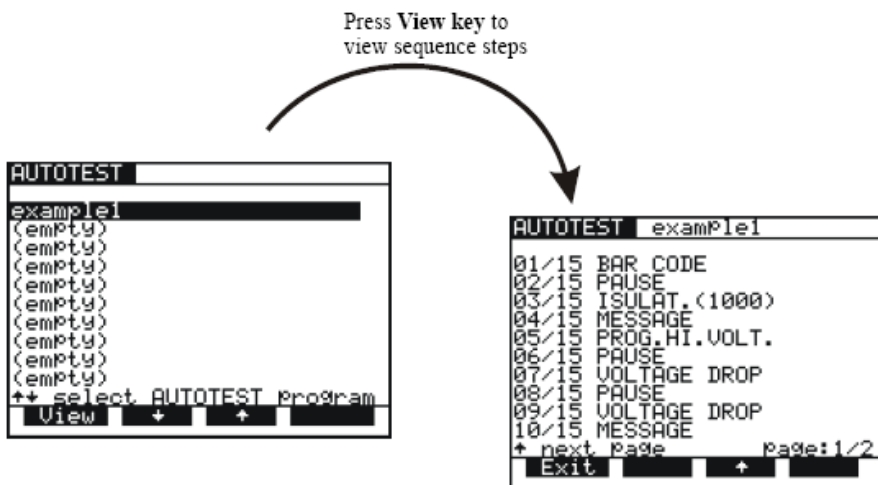 Press View key to
view sequence steps
AUTOTEST
example1
(empty)
(empty)
(empty)
(empty)
(empty)
(empty)
(empty)
(empty)
(empty)
↑↓ select AUTOTEST program
View ↓ ↑
AUTOTEST example1
01/15 BAR CODE
02/15 PAUSE
03/15 ISULAT.(1000)
04/15 MESSAGE
05/15 PROG.HI.VOLT.
06/15 PAUSE
07/15 VOLTAGE DROP
08/15 PAUSE
09/15 VOLTAGE DROP
10/15 MESSAGE
↑ next page page:1/2
Exit ↑